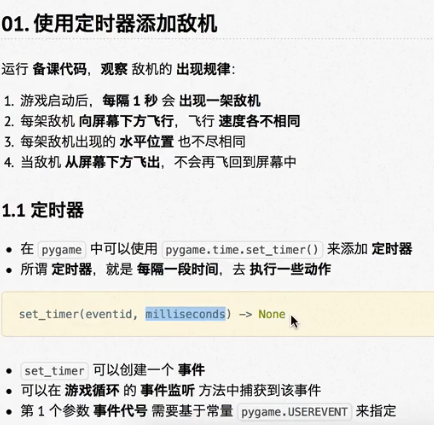 01. 使用定时器添加敌机
运行 备课代码，观察 敌机的 出现规律：
1. 游戏启动后，每隔 1 秒 会 出现一架敌机
2. 每架敌机 向屏幕下方飞行，飞行 速度各不相同
3. 每架敌机出现的 水平位置 也不尽相同
4. 当敌机 从屏幕下方飞出，不会再飞回到屏幕中
1.1 定时器
• 在 pygame 中可以使用 pygame.time.set_timer() 来添加 定时器
• 所谓 定时器，就是 每隔一段时间，去 执行一些动作
set_timer(eventid, milliseconds) -> None
• set_timer 可以创建一个 事件
• 可以在 游戏循环 的 事件监听 方法中捕获到该事件
• 第 1 个参数 事件代号 需要基于常量 pygame.USEREVENT 来指定